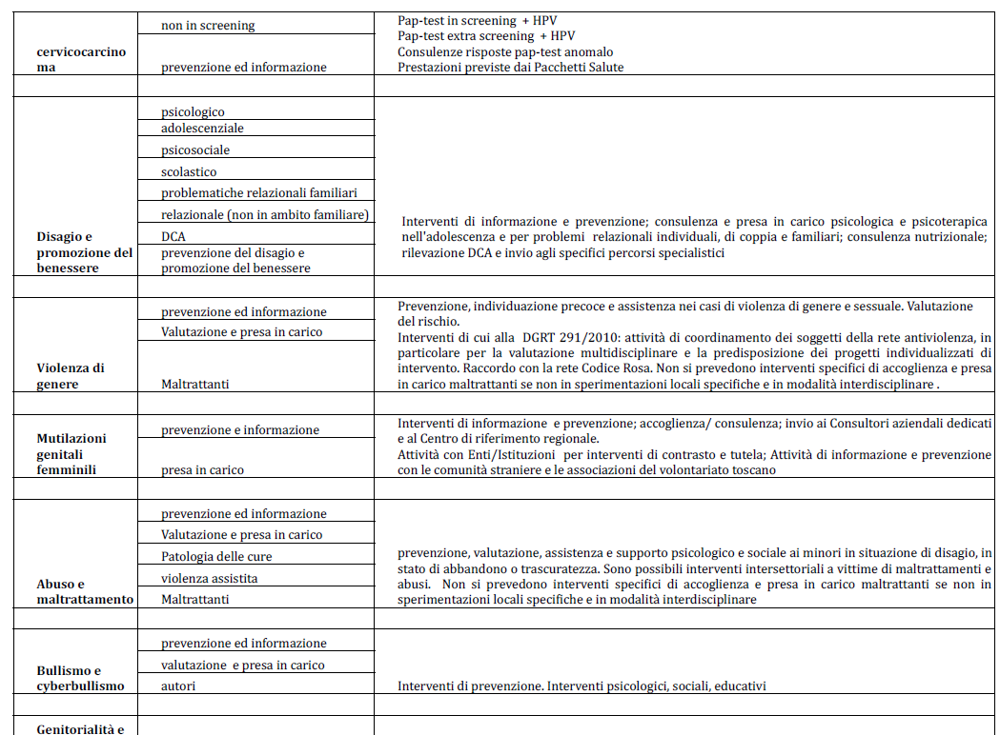 non in screening
Pap-test in screening + HPV
Pap-test extra screening + HPV
cervicocarcino
ma
prevenzione ed informazione
Consulenze risposte pap-test anomalo
Prestazioni previste dai Pacchetti Salute
Disagio e
promozione del
benessere
psicologico
adolescenziale
psicosociale
scolastico
problematiche relazionali familiari
relazionale (non in ambito familiare)
DCA
prevenzione del disagio e
promozione del benessere
Interventi di informazione e prevenzione; consulenza e presa in carico psicologica e psicoterapica
nell'adolescenza e per problemi relazionali individuali, di coppia e familiari; consulenza nutrizionale;
rilevazione DCA e invio agli specifici percorsi specialistici
Violenza di
genere
prevenzione ed informazione
Valutazione e presa in carico
Maltrattanti
Prevenzione, individuazione precoce e assistenza nei casi di violenza di genere e sessuale. Valutazione
del rischio.
Interventi di cui alla DGRT 291/2010: attività di coordinamento dei soggetti della rete antiviolenza, in
particolare per la valutazione multidisciplinare e la predisposizione dei progetti individualizzati di
intervento. Raccordo con la rete Codice Rosa. Non si prevedono interventi specifici di accoglienza e presa
in carico maltrattanti se non in sperimentazioni locali specifiche e in modalità interdisciplinare .
Mutilazioni
genitali
femminili
prevenzione e informazione
presa in carico
Interventi di informazione e prevenzione; accoglienza/ consulenza; invio ai Consultori aziendali dedicati
e al Centro di riferimento regionale.
Attività con Enti/Istituzioni per interventi di contrasto e tutela; Attività di informazione e prevenzione
con le comunità straniere e le associazioni del volontariato toscano
Abuso e
maltrattamento
prevenzione ed informazione
Valutazione e presa in carico
Patologia delle cure
violenza assistita
Maltrattanti
prevenzione, valutazione, assistenza e supporto psicologico e sociale ai minori in situazione di disagio, in
stato di abbandono o trascuratezza. Sono possibili interventi intersettoriali a vittime di maltrattamenti e
abusi. Non si prevedono interventi specifici di accoglienza e presa in carico maltrattanti se non in
sperimentazioni locali specifiche e in modalità interdisciplinare
Bullismo e
cyberbullismo
prevenzione ed informazione
valutazione e presa in carico
autori
Interventi di prevenzione. Interventi psicologici, sociali, educativi
Genitorialità e